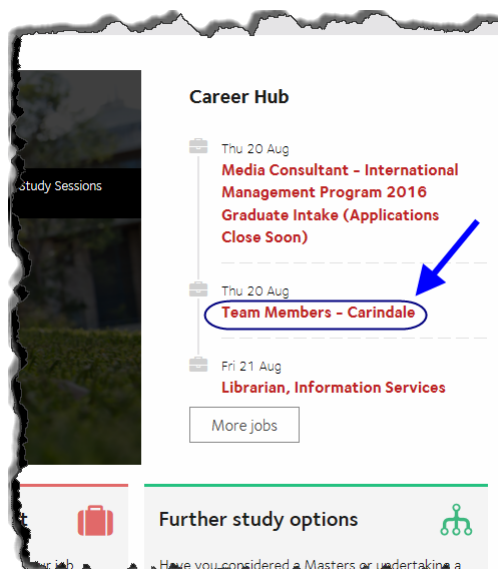 Career Hub
Thu 20 Aug
Media Consultant - International
Management Program 2016
Graduate Intake (Applications
Close Soon)
Study Sessions
Thu 20 Aug
Team Members - Carindale
Fri 21 Aug
Librarian, Information Services
More jobs
Further study options
Have you considered a Masters or undertaking a